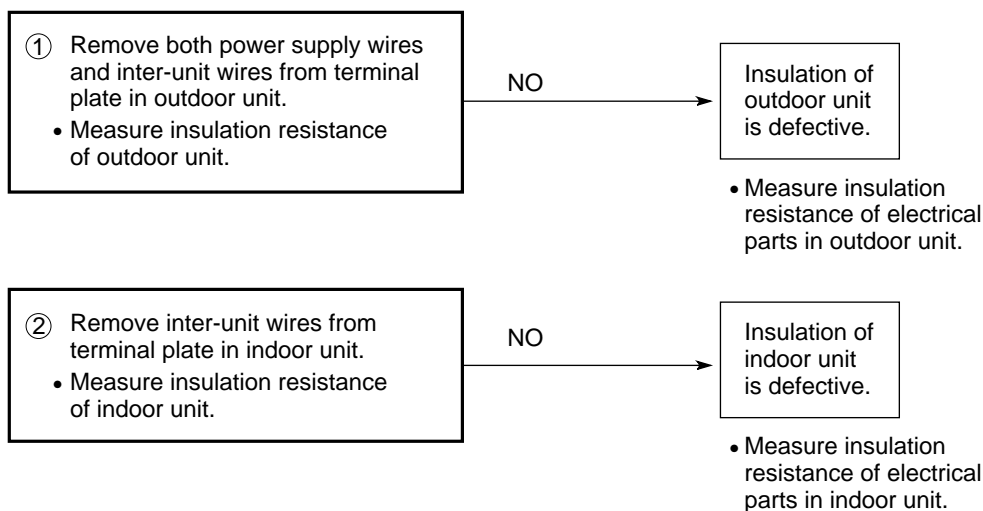 ① Remove both power supply wires
and inter-unit wires from terminal
plate in outdoor unit.
• Measure insulation resistance
of outdoor unit.
NO
Insulation of
outdoor unit
is defective.
• Measure insulation
resistance of electrical
parts in outdoor unit.
② Remove inter-unit wires from
terminal plate in indoor unit.
• Measure insulation resistance
of indoor unit.
NO
Insulation of
indoor unit
is defective.
• Measure insulation
resistance of electrical
parts in indoor unit.